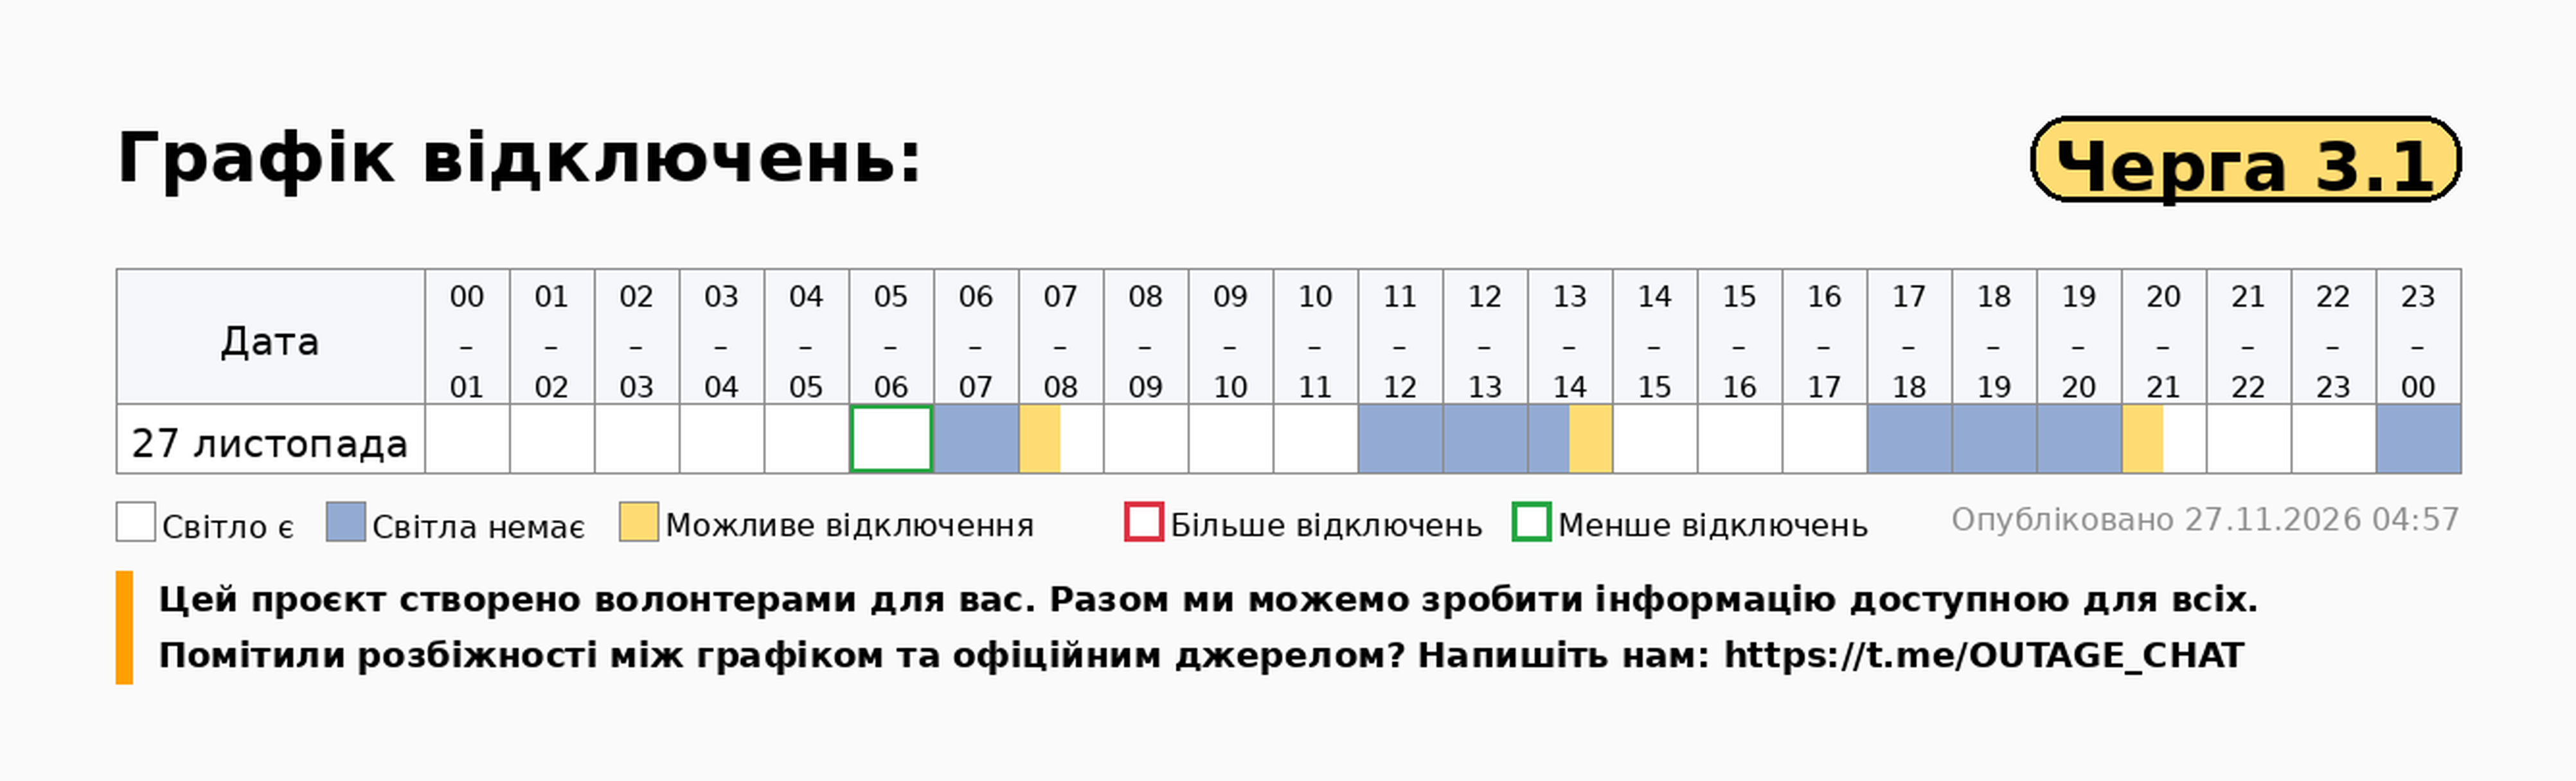 Графік відключень:
Черга 3.1
Дата
00 – 01
01 – 02
02 – 03
03 – 04
04 – 05
05 – 06
06 – 07
07 – 08
08 – 09
09 – 10
10 – 11
11 – 12
12 – 13
13 – 14
14 – 15
15 – 16
16 – 17
17 – 18
18 – 19
19 – 20
20 – 21
21 – 22
22 – 23
23 – 00
27 листопада
Світло є
Світла немає
Можливе відключення
Більше відключень
Менше відключень
Опубліковано 27.11.2026 04:57
Цей проєкт створено волонтерами для вас. Разом ми можемо зробити інформацію доступною для всіх.
Помітили розбіжності між графіком та офіційним джерелом? Напишіть нам: https://t.me/OUTAGE_CHAT